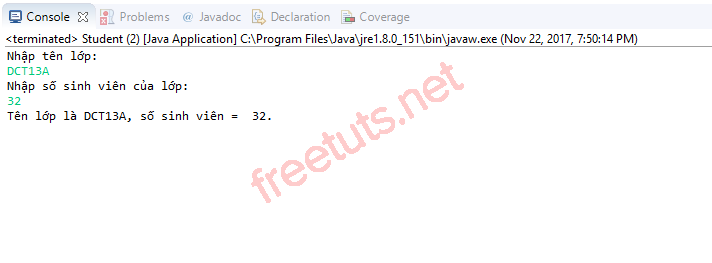 Console Problems @ Javadoc Declaration Coverage
<terminated> Student (2) [Java Application] C:\Program Files\Java\jre1.8.0_151\bin\javaw.exe (Nov 22, 2017, 7:50:14 PM)
Nhập tên lớp:
DCT13A
Nhập số sinh viên của lớp:
32
Tên lớp là DCT13A, số sinh viên =  32.
freetuts.net